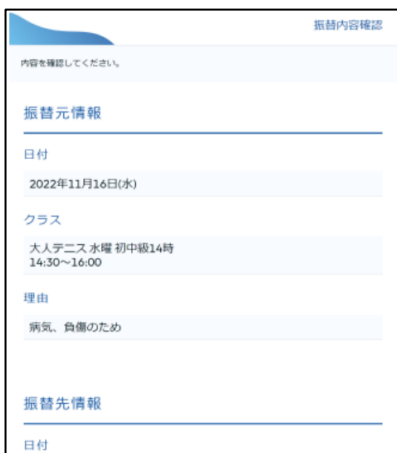 振替内容確認
内容を確認してください。
振替元情報
日付
2022年11月16日(水)
クラス
大人テニス 水曜 初中級14時
14:30～16:00
理由
病気、負傷のため
振替先情報
日付